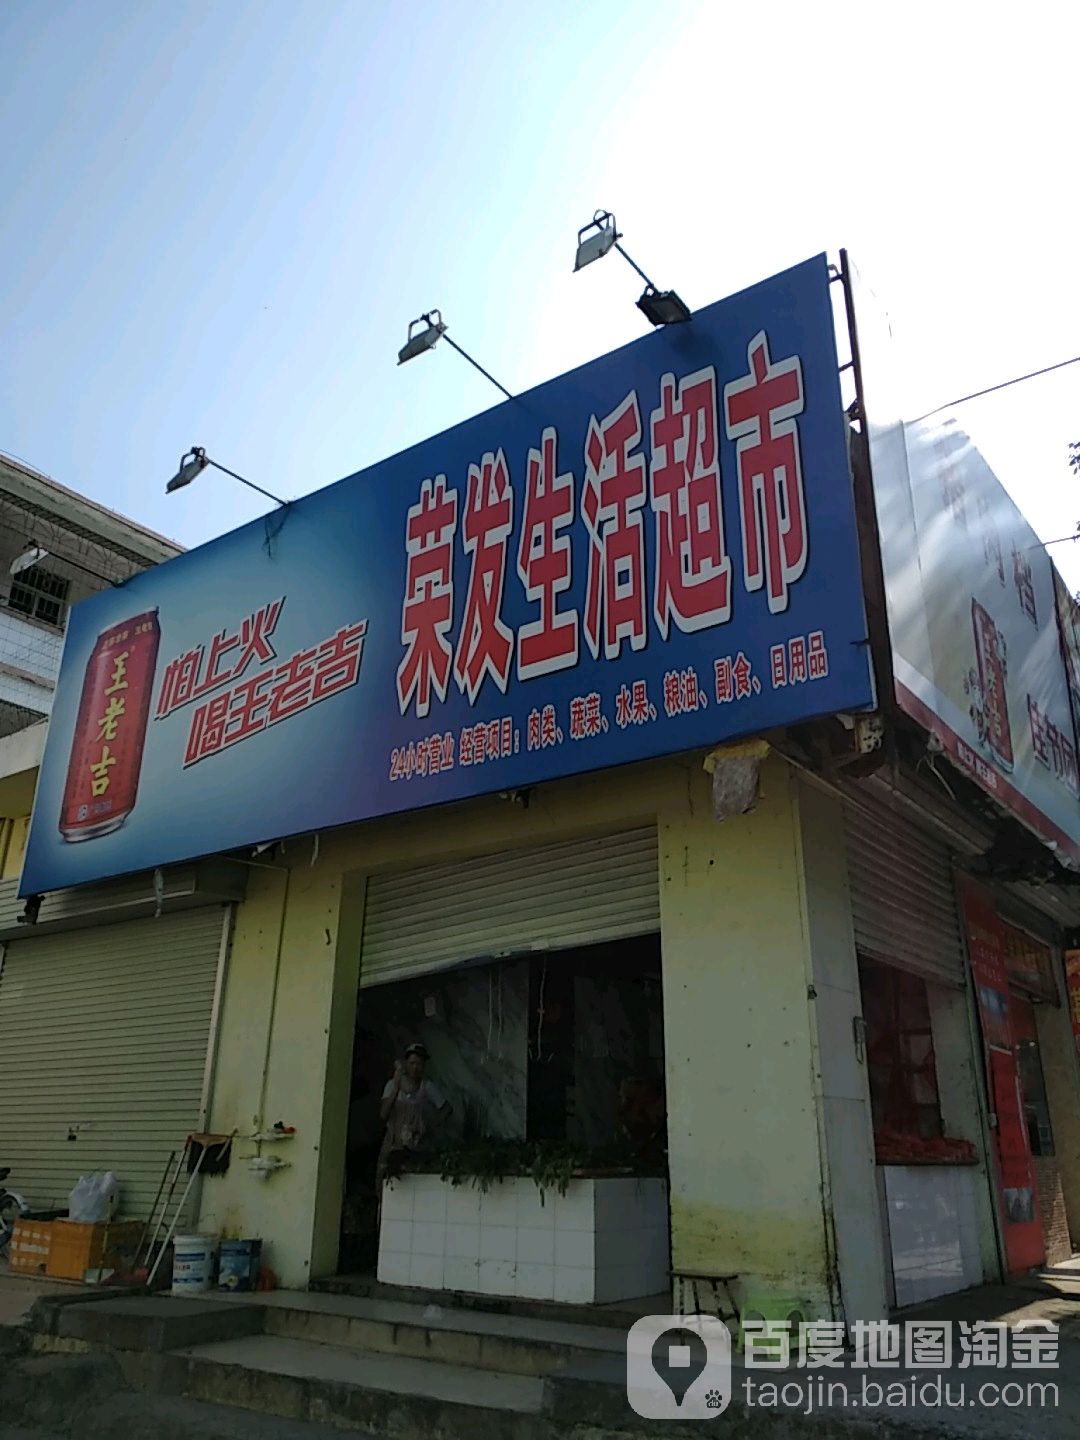 荣发生活超市
怕上火
喝王老吉
王老吉
24小时营业 经营项目：肉类、蔬菜、水果、粮油、副食、日用品
百度地图淘金
taojin.baidu.com